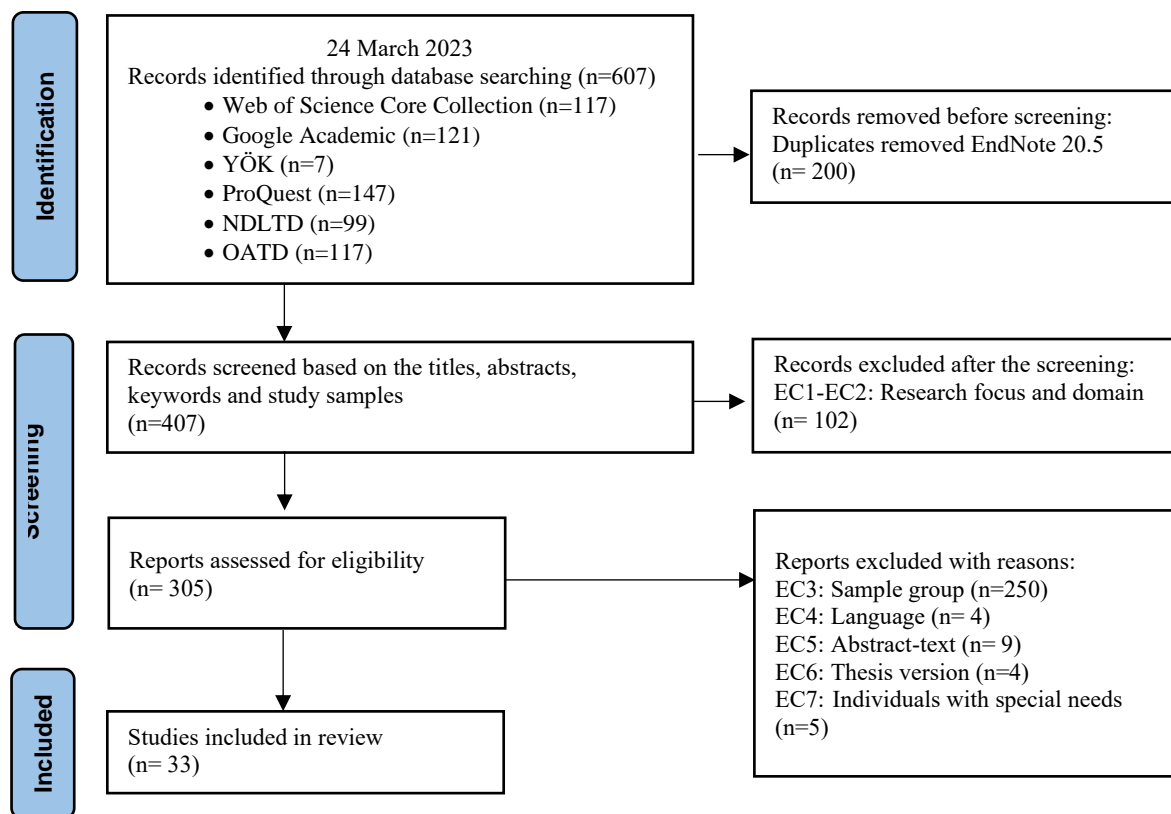 Identification
24 March 2023
Records identified through database searching (n=607)
• Web of Science Core Collection (n=117)
• Google Academic (n=121)
• YÖK (n=7)
• ProQuest (n=147)
• NDLTD (n=99)
• OATD (n=117)
Records removed before screening:
Duplicates removed EndNote 20.5
(n= 200)
Screening
Records screened based on the titles, abstracts,
keywords and study samples
(n=407)
Records excluded after the screening:
EC1-EC2: Research focus and domain
(n= 102)
Reports assessed for eligibility
(n= 305)
Reports excluded with reasons:
EC3: Sample group (n=250)
EC4: Language (n= 4)
EC5: Abstract-text (n= 9)
EC6: Thesis version (n=4)
EC7: Individuals with special needs
(n=5)
Included
Studies included in review
(n= 33)